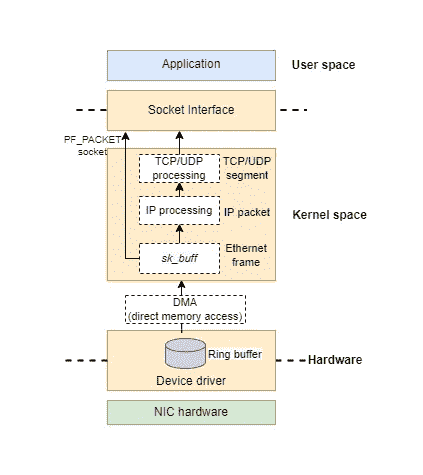 Application
User space
Socket Interface
PF_PACKET
socket
TCP/UDP
processing
TCP/UDP
segment
IP processing
IP packet
Kernel space
sk_buff
Ethernet
frame
DMA
(direct memory access)
Ring buffer
Hardware
Device driver
NIC hardware